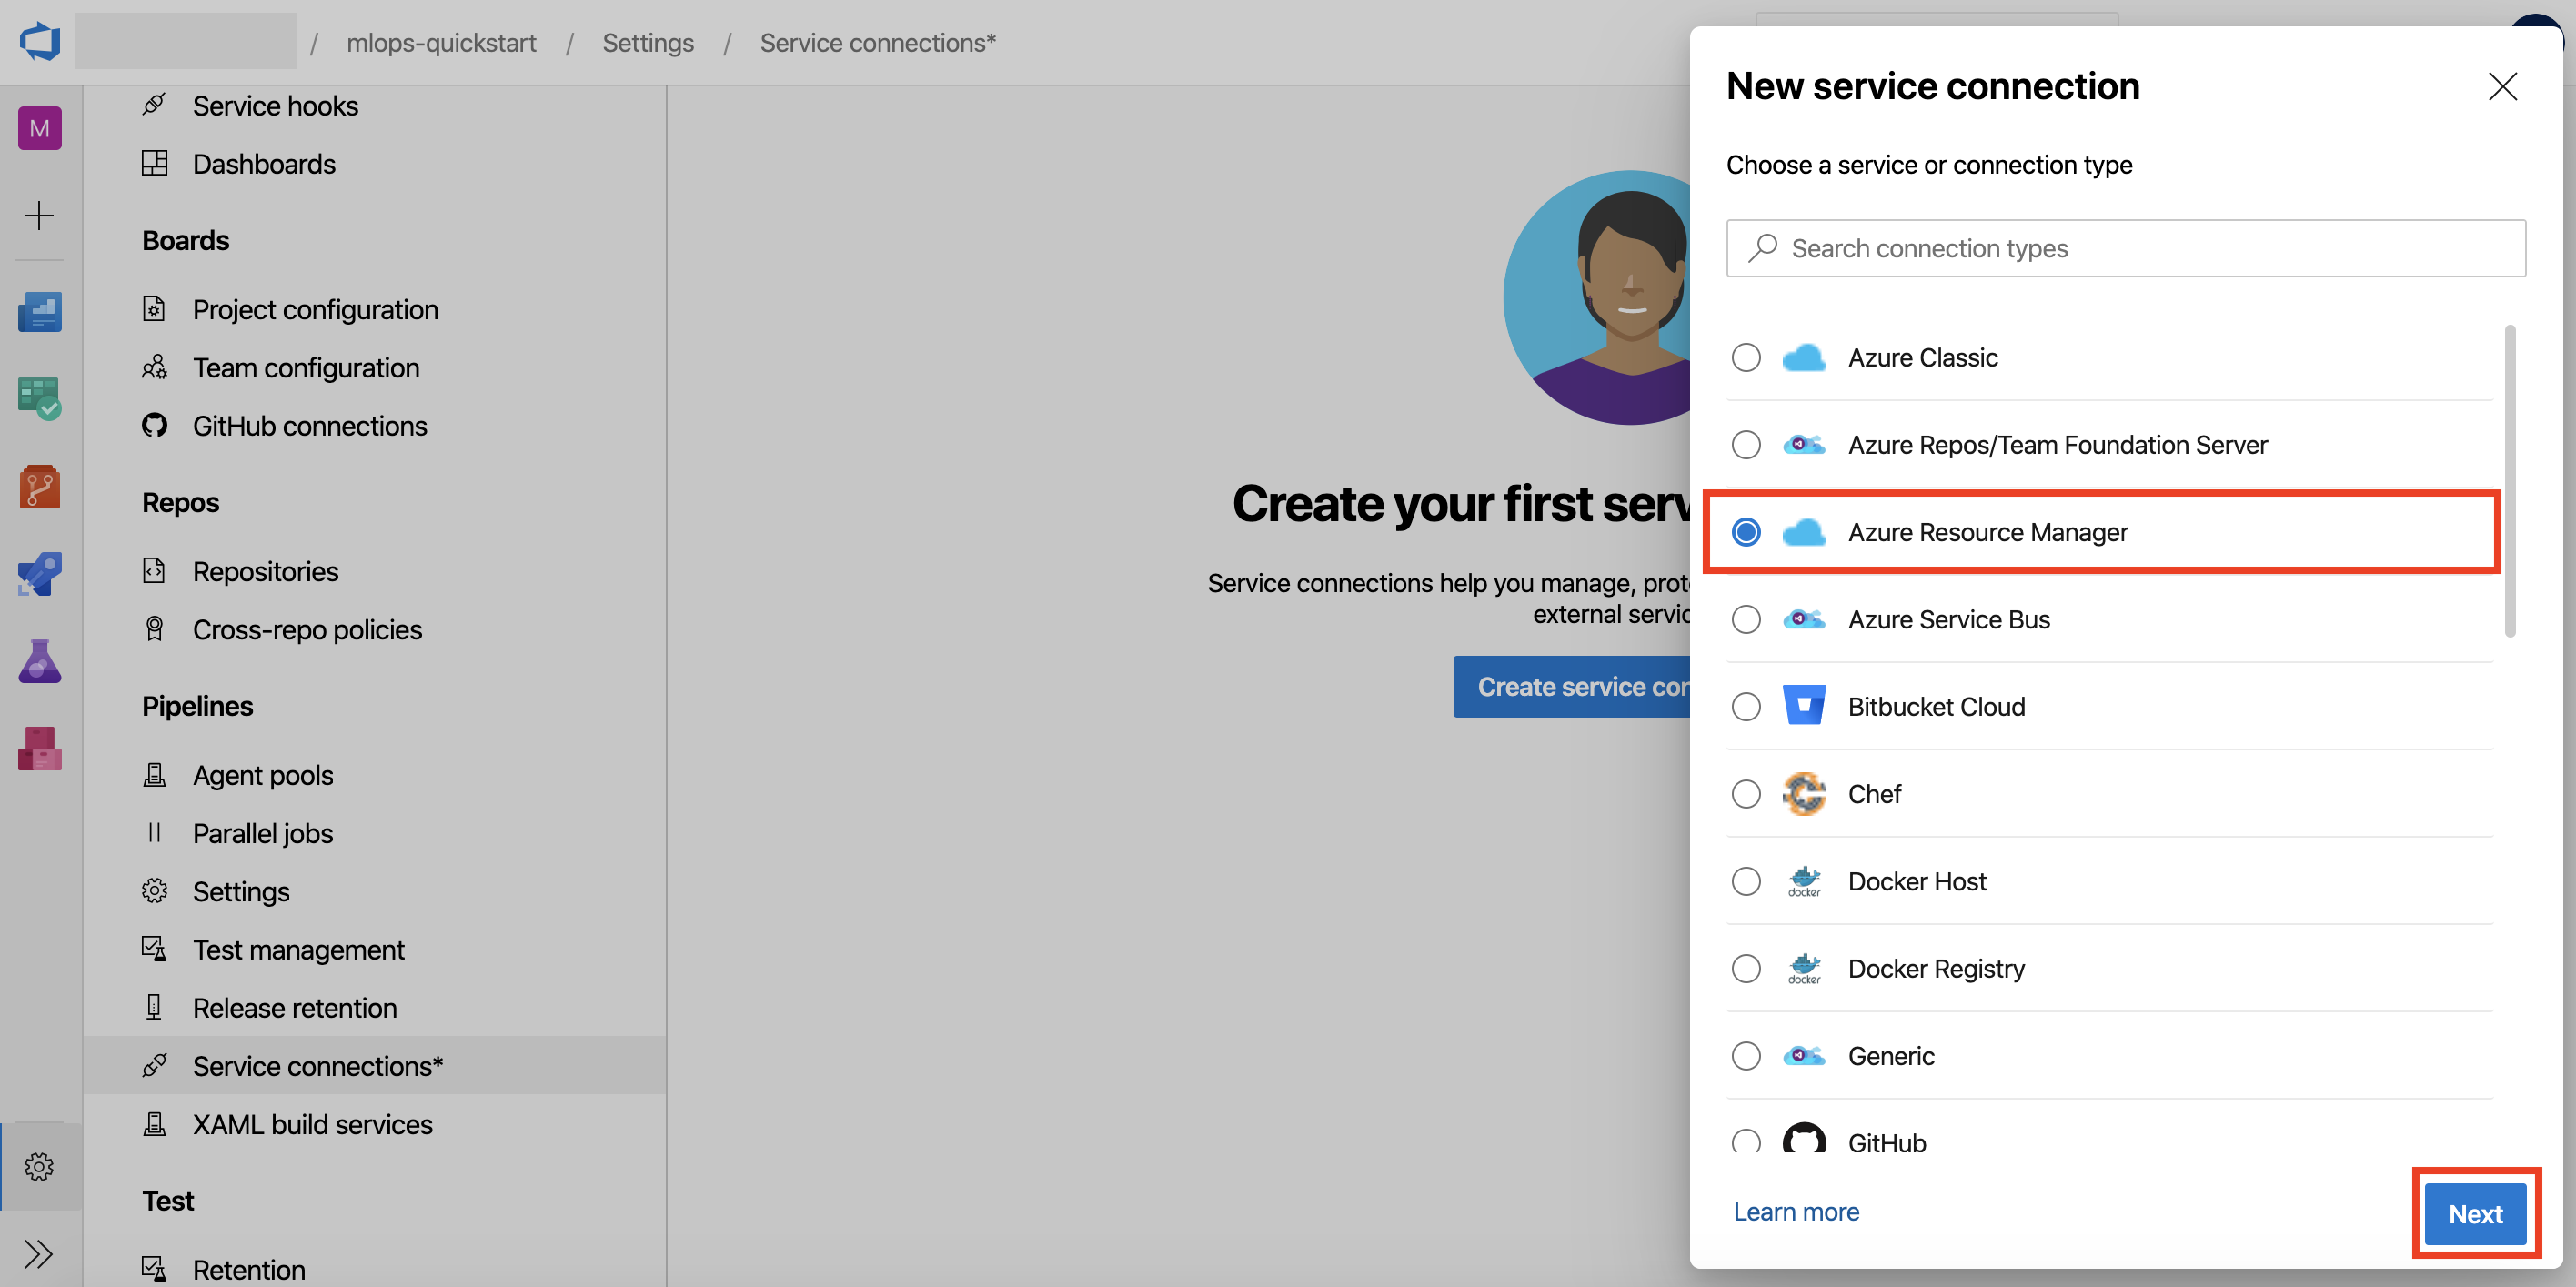 / mlops-quickstart / Settings / Service connections*
M
Service hooks
Dashboards
Boards
Project configuration
Team configuration
GitHub connections
Repos
Repositories
Cross-repo policies
Pipelines
Agent pools
Parallel jobs
Settings
Test management
Release retention
Service connections*
XAML build services
Test
Retention
Create your first serv
Service connections help you manage, prot
external servic
Create service cor
New service connection
Choose a service or connection type
Search connection types
Azure Classic
Azure Repos/Team Foundation Server
Azure Resource Manager
Azure Service Bus
Bitbucket Cloud
Chef
docker Docker Host
docker Docker Registry
Generic
GitHub
Learn more
Next